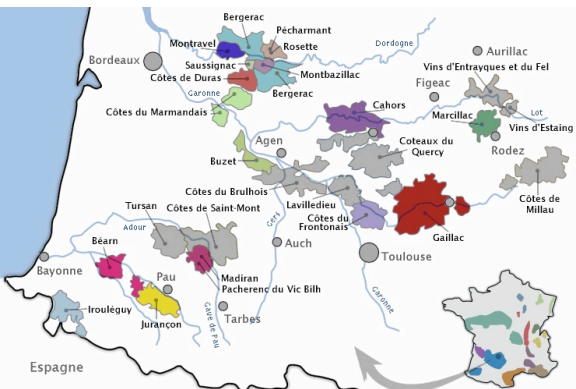 Bergerac
Pécharmant
Montravel
Rosette
Dordogne
Aurillac
Bordeaux
Saussignac
Montbazillac
Vins d'Entrayques et du Fel
Côtes de Duras
Figeac
Garonne
Bergerac
Cahors
Côtes du Marmandais
Marcillac
Lot
Vins d'Estaing
Agen
Coteaux du
Quercy
Rodez
Buzet
Côtes du Brulhois
Lavilledieu
Côtes de
Millau
Tursan
Côtes de Saint-Mont
Côtes du
Frontonais
Gers
Adour
Gaillac
Béarn
Auch
Toulouse
Bayonne
Pau
Madiran
Pacherenc du Vic Bilh
Garonne
Irouléguy
Jurançon
Gave de Pau
Tarbes
Espagne